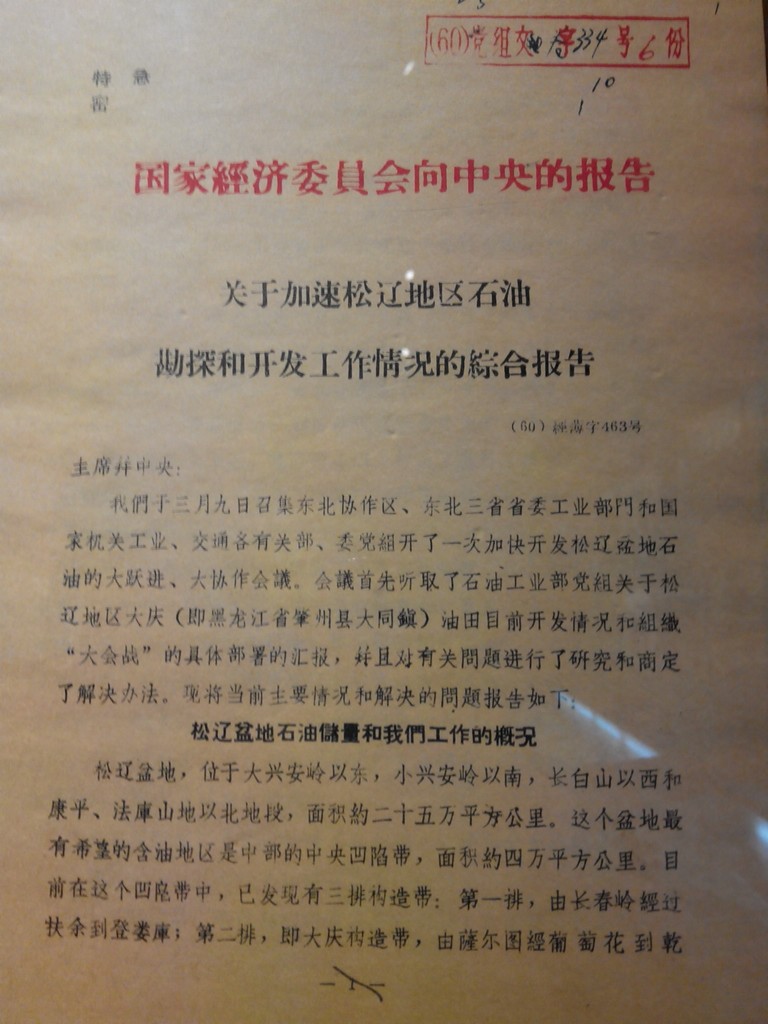 (60)党组交 字334号6份
10
1
特急
密
国家經济委員会向中央的报告
关于加速松辽地区石油
勘探和开发工作情况的綜合报告
（60）經薄字463号
主席幷中央：
我們于三月九日召集东北协作区、东北三省省委工业部門和国
家机关工业、交通各有关部、委党組开了一次加快开发松辽盆地石
油的大跃进、大协作会議。会議首先听取了石油工业部党組关于松
辽地区大庆（即黑龙江省肇州县大同鎭）油田目前开发情况和組織
“大会战”的具体部署的汇报，幷且对有关問題进行了研究和商定
了解决办法。现将当前主要情况和解决的問題报告如下：
松辽盆地石油儲量和我們工作的概况
松辽盆地，位于大兴安岭以东，小兴安岭以南，长白山以西和
康平、法庫山地以北地段，面积約二十五万平方公里。这个盆地最
有希望的含油地区是中部的中央凹陷带，面积約四万平方公里。目
前在这个凹陷带中，已发现有三排构造带：第一排，由长春岭經过
扶余到登娄庫；第二排，即大庆构造带，由薩尔图經葡萄花到乾